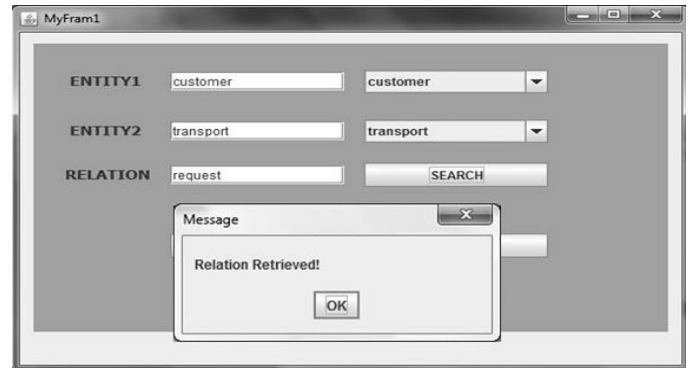 MyFram1
ENTITY1 customer customer
ENTITY2 transport transport
RELATION request SEARCH
Message
Relation Retrieved!
OK